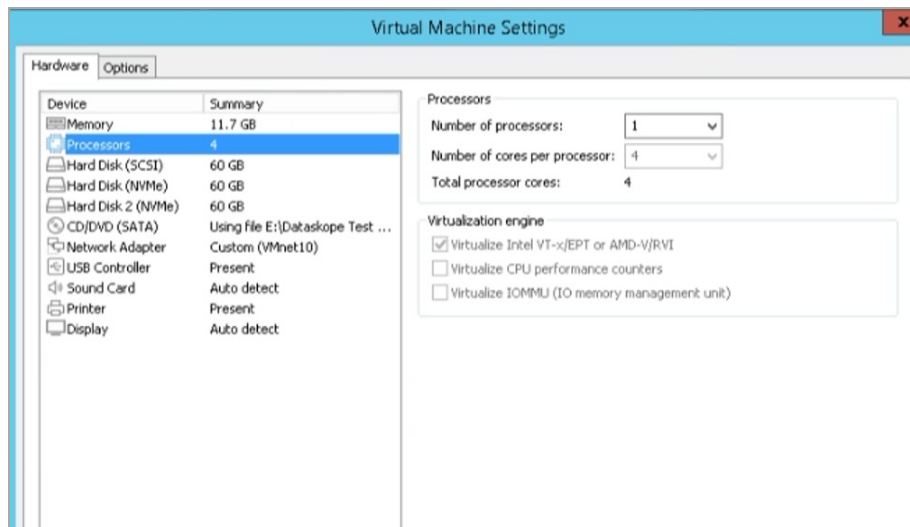 Virtual Machine Settings
x
Hardware
Options
Device Summary
Memory 11.7 GB
Processors 4
Hard Disk (SCSI) 60 GB
Hard Disk (NVMe) 60 GB
Hard Disk 2 (NVMe) 60 GB
CD/DVD (SATA) Using file E:\Dataskope Test ...
Network Adapter Custom (VMnet10)
USB Controller Present
Sound Card Auto detect
Printer Present
Display Auto detect
Processors
Number of processors: 1
Number of cores per processor: 4
Total processor cores: 4
Virtualization engine
Virtualize Intel VT-x/EPT or AMD-V/RVI
Virtualize CPU performance counters
Virtualize IOMMU (IO memory management unit)